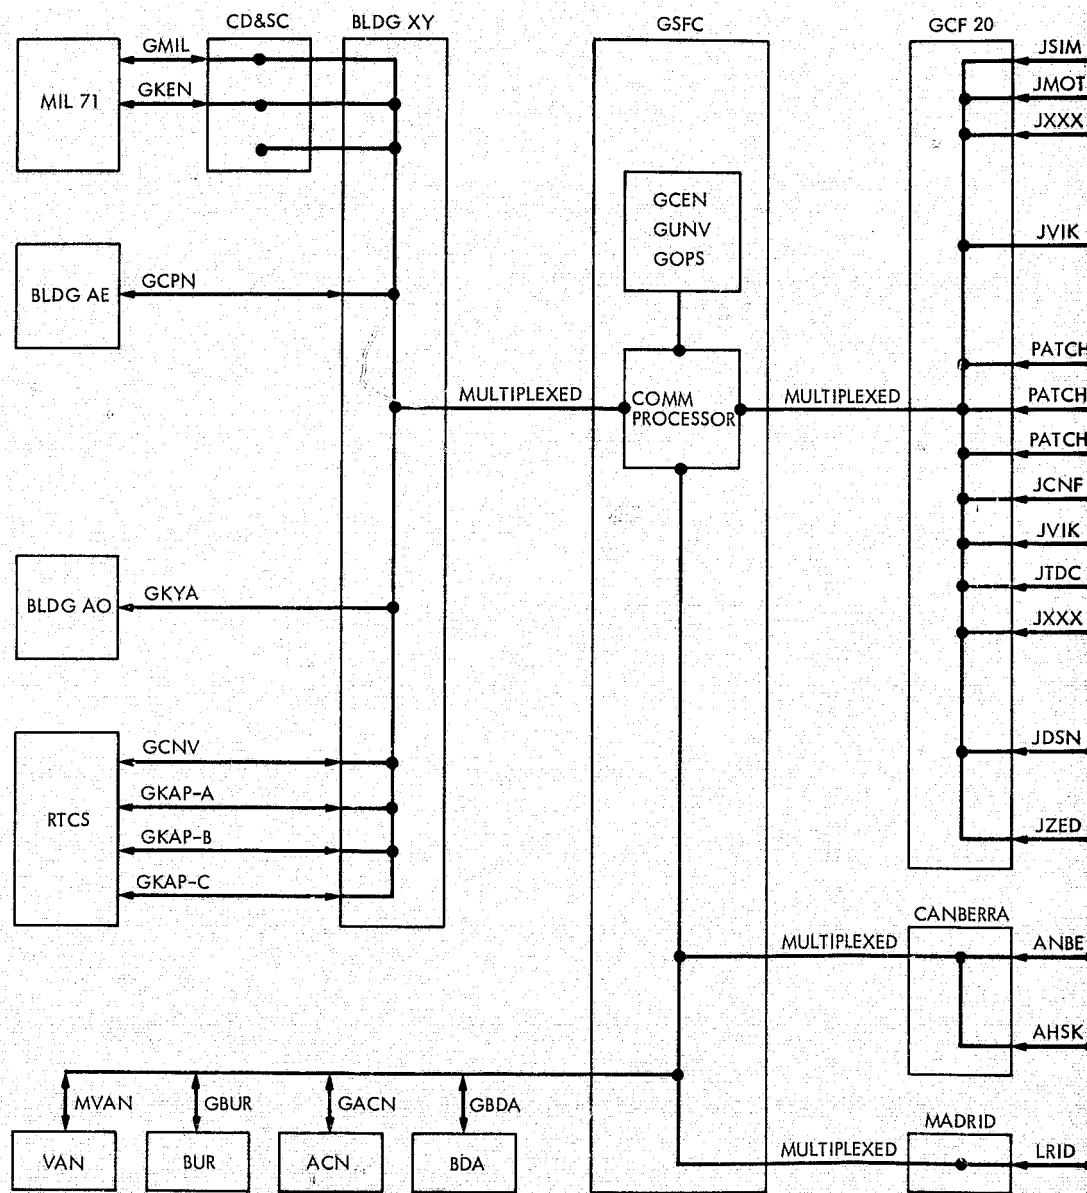 CD&SC
BLDG XY
GSFC
GCF 20
MIL 71
GMIL
GKEN
JSIM
JMOT
JXXX
GCEN
GUNV
GOPS
JVIK
BLDG AE
GCPN
PATCH
MULTIPLEXED
COMM
PROCESSOR
MULTIPLEXED
PATCH
PATCH
JCNF
JVIK
JTDC
JXXX
BLDG AO
GKYA
RTCS
GCNV
GKAP-A
GKAP-B
GKAP-C
JDSN
JZED
CANBERRA
MULTIPLEXED
ANBE
AHSK
MVAN
GBUR
GACN
GBDA
VAN
BUR
ACN
BDA
MADRID
MULTIPLEXED
LRID